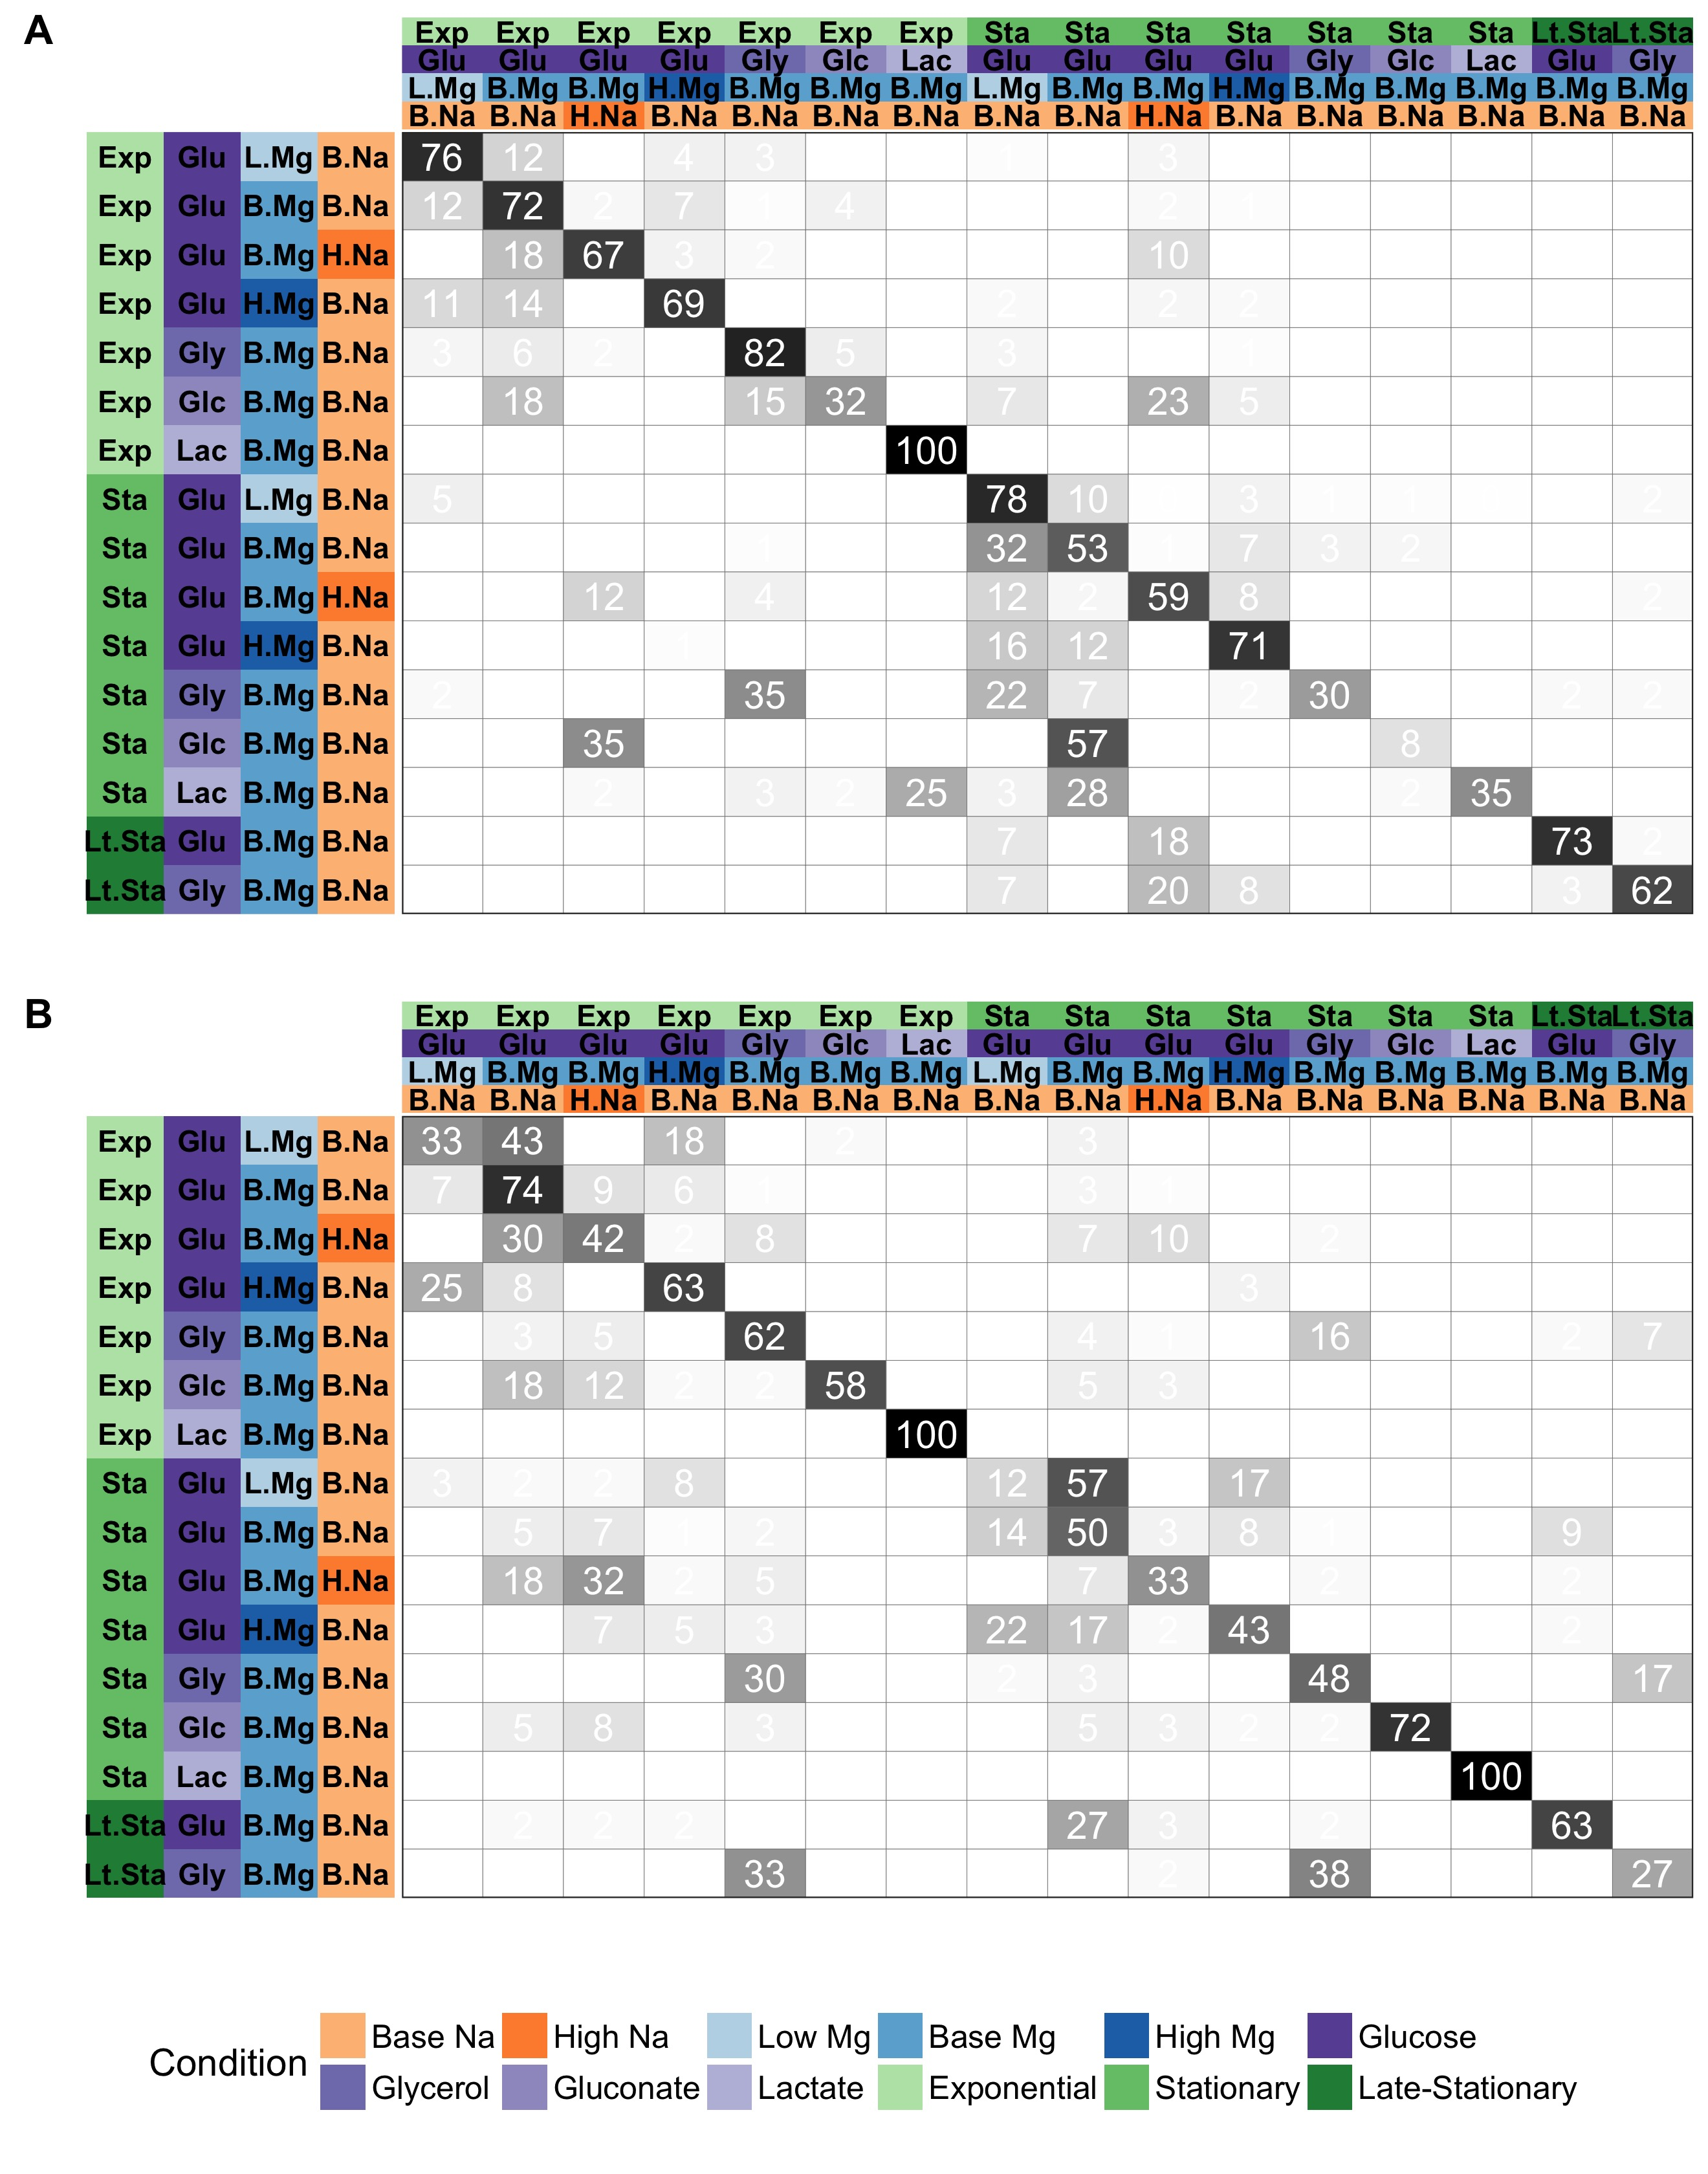 A
Exp Exp Exp Exp Exp Exp Exp Sta Sta Sta Sta Sta Sta Sta Lt.Sta Lt.Sta
Glu Glu Glu Glu Gly Glc Lac Glu Glu Glu Glu Gly Glc Lac Glu Gly
L.Mg B.Mg B.Mg H.Mg B.Mg B.Mg B.Mg L.Mg B.Mg B.Mg H.Mg B.Mg B.Mg B.Mg B.Mg B.Mg
B.Na B.Na H.Na B.Na B.Na B.Na B.Na B.Na B.Na H.Na B.Na B.Na B.Na B.Na B.Na B.Na
Exp Glu L.Mg B.Na 76 12 4 3 1 3
Exp Glu B.Mg B.Na 12 72 2 7 1 4 2 1
Exp Glu B.Mg H.Na 18 67 3 2 10
Exp Glu H.Mg B.Na 11 14 69 2 2 2
Exp Gly B.Mg B.Na 3 6 2 82 5 3 1
Exp Glc B.Mg B.Na 18 15 32 7 23 5
Exp Lac B.Mg B.Na 100
Sta Glu L.Mg B.Na 5 78 10 3 1 1 2
Sta Glu B.Mg B.Na 1 32 53 1 7 3 2
Sta Glu B.Mg H.Na 12 4 12 2 59 8 2
Sta Glu H.Mg B.Na 1 16 12 71
Sta Gly B.Mg B.Na 2 35 22 7 2 30 2 2
Sta Glc B.Mg B.Na 35 57 8
Sta Lac B.Mg B.Na 2 3 2 25 3 28 2 35
Lt.Sta Glu B.Mg B.Na 7 18 73 2
Lt.Sta Gly B.Mg B.Na 7 20 8 3 62
B
Exp Exp Exp Exp Exp Exp Exp Sta Sta Sta Sta Sta Sta Sta Lt.Sta Lt.Sta
Glu Glu Glu Glu Gly Glc Lac Glu Glu Glu Glu Gly Glc Lac Glu Gly
L.Mg B.Mg B.Mg H.Mg B.Mg B.Mg B.Mg L.Mg B.Mg B.Mg H.Mg B.Mg B.Mg B.Mg B.Mg B.Mg
B.Na B.Na H.Na B.Na B.Na B.Na B.Na B.Na B.Na H.Na B.Na B.Na B.Na B.Na B.Na B.Na
Exp Glu L.Mg B.Na 33 43 18 2 3
Exp Glu B.Mg B.Na 7 74 9 6 1 3 1
Exp Glu B.Mg H.Na 30 42 2 8 7 10 2
Exp Glu H.Mg B.Na 25 8 63 3
Exp Gly B.Mg B.Na 3 5 62 4 1 16 2 7
Exp Glc B.Mg B.Na 18 12 2 2 58 5 3
Exp Lac B.Mg B.Na 100
Sta Glu L.Mg B.Na 3 2 2 8 12 57 17
Sta Glu B.Mg B.Na 5 7 1 2 14 50 3 8 1 9
Sta Glu B.Mg H.Na 18 32 2 5 7 33 2 2
Sta Glu H.Mg B.Na 7 5 3 22 17 2 43 2
Sta Gly B.Mg B.Na 30 2 3 48 17
Sta Glc B.Mg B.Na 5 8 3 5 3 2 2 72
Sta Lac B.Mg B.Na 100
Lt.Sta Glu B.Mg B.Na 2 2 2 27 3 2 63
Lt.Sta Gly B.Mg B.Na 33 2 38 27
Condition
Base Na High Na Low Mg Base Mg High Mg Glucose
Glycerol Gluconate Lactate Exponential Stationary Late-Stationary